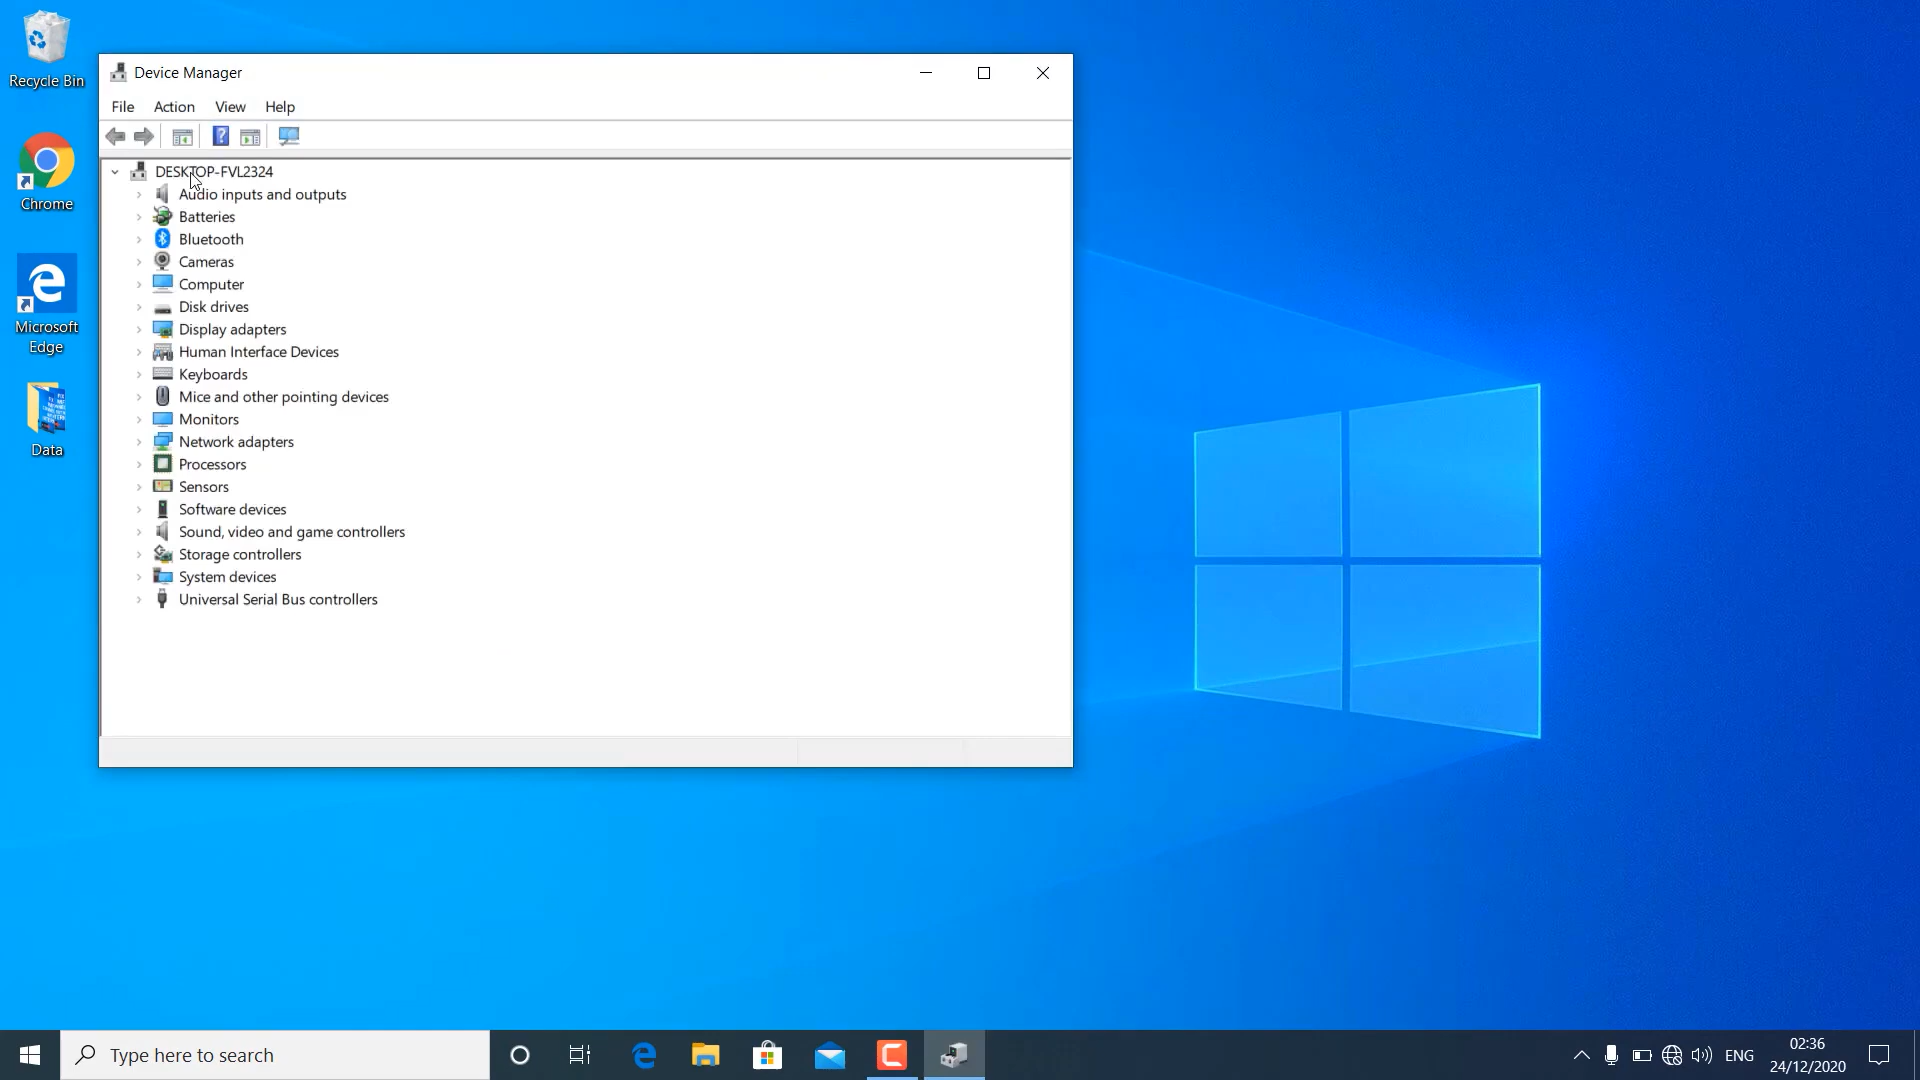 Recycle Bin
Chrome
Microsoft
Edge
Data
Device Manager
File Action View Help
DESKTOP-FVL2324
Audio inputs and outputs
Batteries
Bluetooth
Cameras
Computer
Disk drives
Display adapters
Human Interface Devices
Keyboards
Mice and other pointing devices
Monitors
Network adapters
Processors
Sensors
Software devices
Sound, video and game controllers
Storage controllers
System devices
Universal Serial Bus controllers
Type here to search
ENG
02:36
24/12/2020